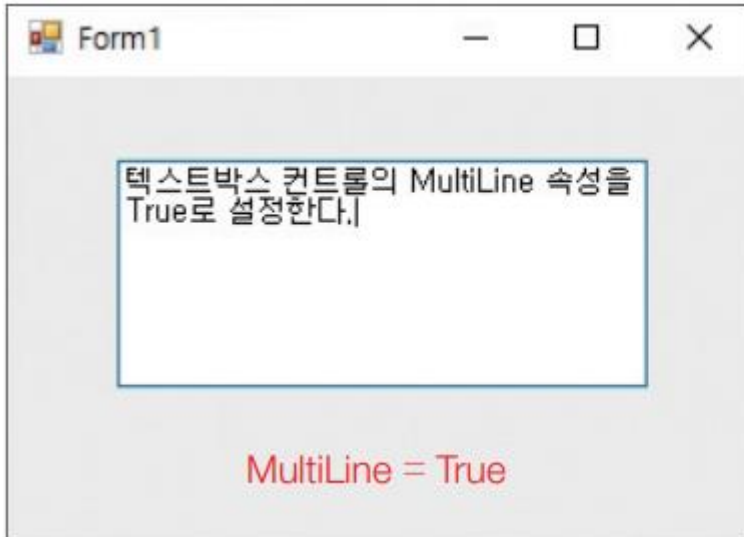 Form1
텍스트박스 컨트롤의 MultiLine 속성을
True로 설정한다.
MultiLine = True